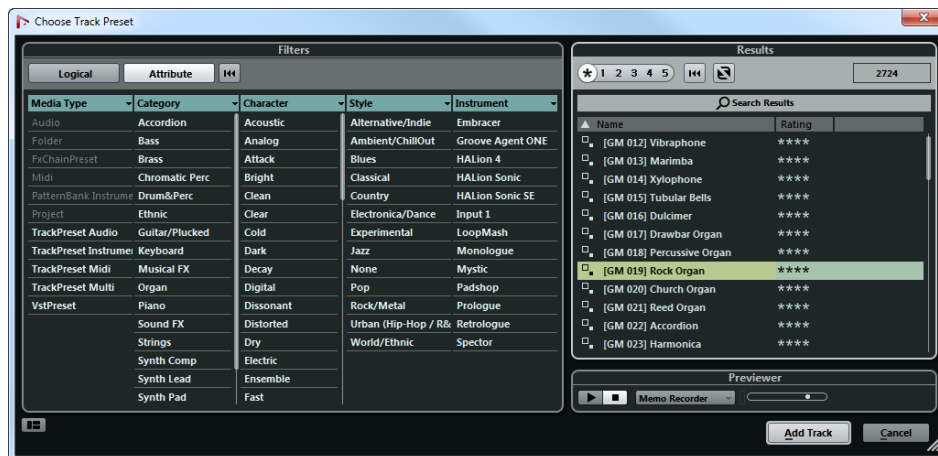 Choose Track Preset
Filters
Logical Attribute
Media Type Category Character Style Instrument
Audio Accordion Acoustic Alternative/Indie Embracer
Folder Bass Analog Ambient/ChillOut Groove Agent ONE
FxChainPreset Brass Attack Blues HALion 4
Midi Chromatic Perc Bright Classical HALion Sonic
PatternBank Instrume Drum&Perc Clean Country HALion Sonic SE
Project Ethnic Clear Electronica/Dance Input 1
TrackPreset Audio Guitar/Plucked Cold Experimental LoopMash
TrackPreset Instrumen Keyboard Dark Jazz Monologue
TrackPreset Midi Musical FX Decay None Mystic
TrackPreset Multi Organ Digital Pop Padshop
VstPreset Piano Dissonant Rock/Metal Prologue
Sound FX Distorted Urban (Hip-Hop / R& Retrologue
Strings Dry World/Ethnic Spector
Synth Comp Electric
Synth Lead Ensemble
Synth Pad Fast
Results
* 1 2 3 4 5 2724
Search Results
Name Rating
[GM 012] Vibraphone ****
[GM 013] Marimba ****
[GM 014] Xylophone ****
[GM 015] Tubular Bells ****
[GM 016] Dulcimer ****
[GM 017] Drawbar Organ ****
[GM 018] Percussive Organ ****
[GM 019] Rock Organ ****
[GM 020] Church Organ ****
[GM 021] Reed Organ ****
[GM 022] Accordion ****
[GM 023] Harmonica ****
Previewer
Memo Recorder
Add Track Cancel